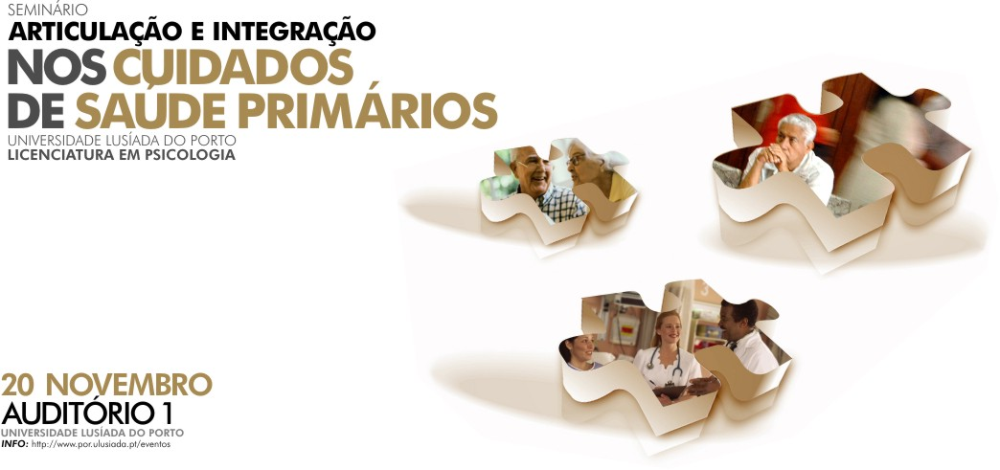 SEMINÁRIO
ARTICULAÇÃO E INTEGRAÇÃO
NOS CUIDADOS
DE SAÚDE PRIMÁRIOS
UNIVERSIDADE LUSÍADA DO PORTO
LICENCIATURA EM PSICOLOGIA
20 NOVEMBRO
AUDITÓRIO 1
UNIVERSIDADE LUSÍADA DO PORTO
INFO: http://www.por.ulusiada.pt/eventos